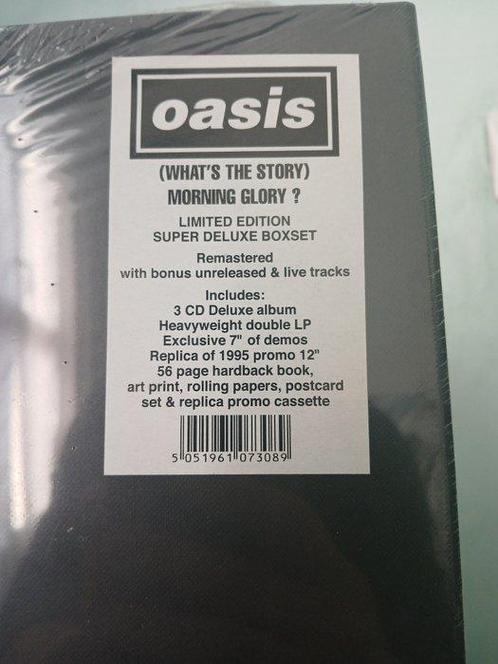 oasis
(WHAT'S THE STORY)
MORNING GLORY ?
LIMITED EDITION
SUPER DELUXE BOXSET
Remastered
with bonus unreleased & live tracks
Includes:
3 CD Deluxe album
Heavyweight double LP
Exclusive 7" of demos
Replica of 1995 promo 12"
56 page hardback book,
art print, rolling papers, postcard
set & replica promo cassette
5 051961 073089